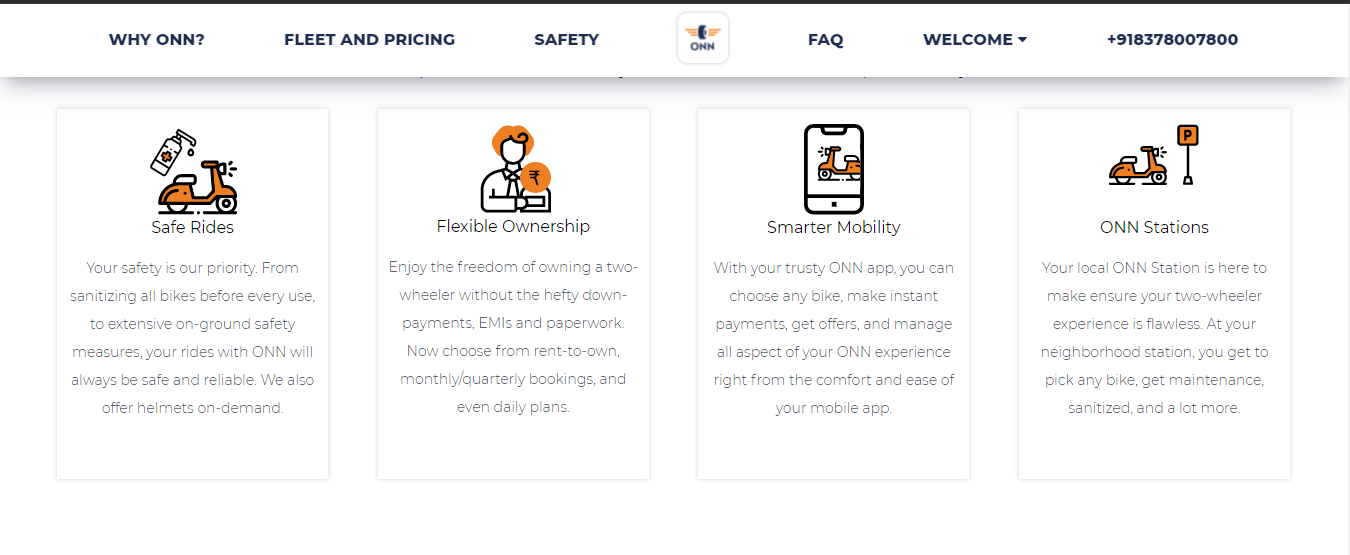 WHY ONN?
FLEET AND PRICING
SAFETY
ONN
FAQ
WELCOME
+918378007800
Safe Rides
Your safety is our priority. From
sanitizing all bikes before every use,
to extensive on-ground safety
measures, your rides with ONN will
always be safe and reliable. We also
offer helmets on-demand.
₹
Flexible Ownership
Enjoy the freedom of owning a two-
wheeler without the hefty down-
payments, EMIs and paperwork.
Now choose from rent-to-own,
monthly/quarterly bookings, and
even daily plans.
Smarter Mobility
With your trusty ONN app, you can
choose any bike, make instant
payments, get offers, and manage
all aspect of your ONN experience
right from the comfort and ease of
your mobile app.
P
ONN Stations
Your local ONN Station is here to
make ensure your two-wheeler
experience is flawless. At your
neighborhood station, you get to
pick any bike, get maintenance,
sanitized, and a lot more.